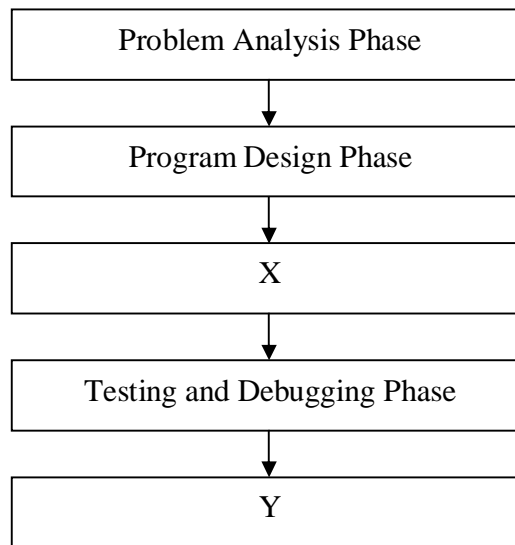 Problem Analysis Phase
Program Design Phase
X
Testing and Debugging Phase
Y